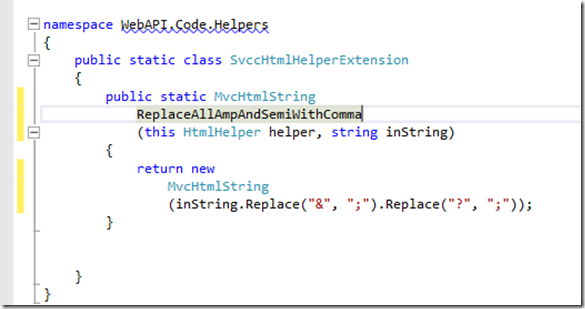 namespace WebAPI.Code.Helpers
{
public static class SvccHtmlHelperExtension
{
public static MvcHtmlString
ReplaceAllAmpAndSemiWithComma
(this HtmlHelper helper, string inString)
{
return new
MvcHtmlString
(inString.Replace("&", ";").Replace("?", ";"));
}
}
}